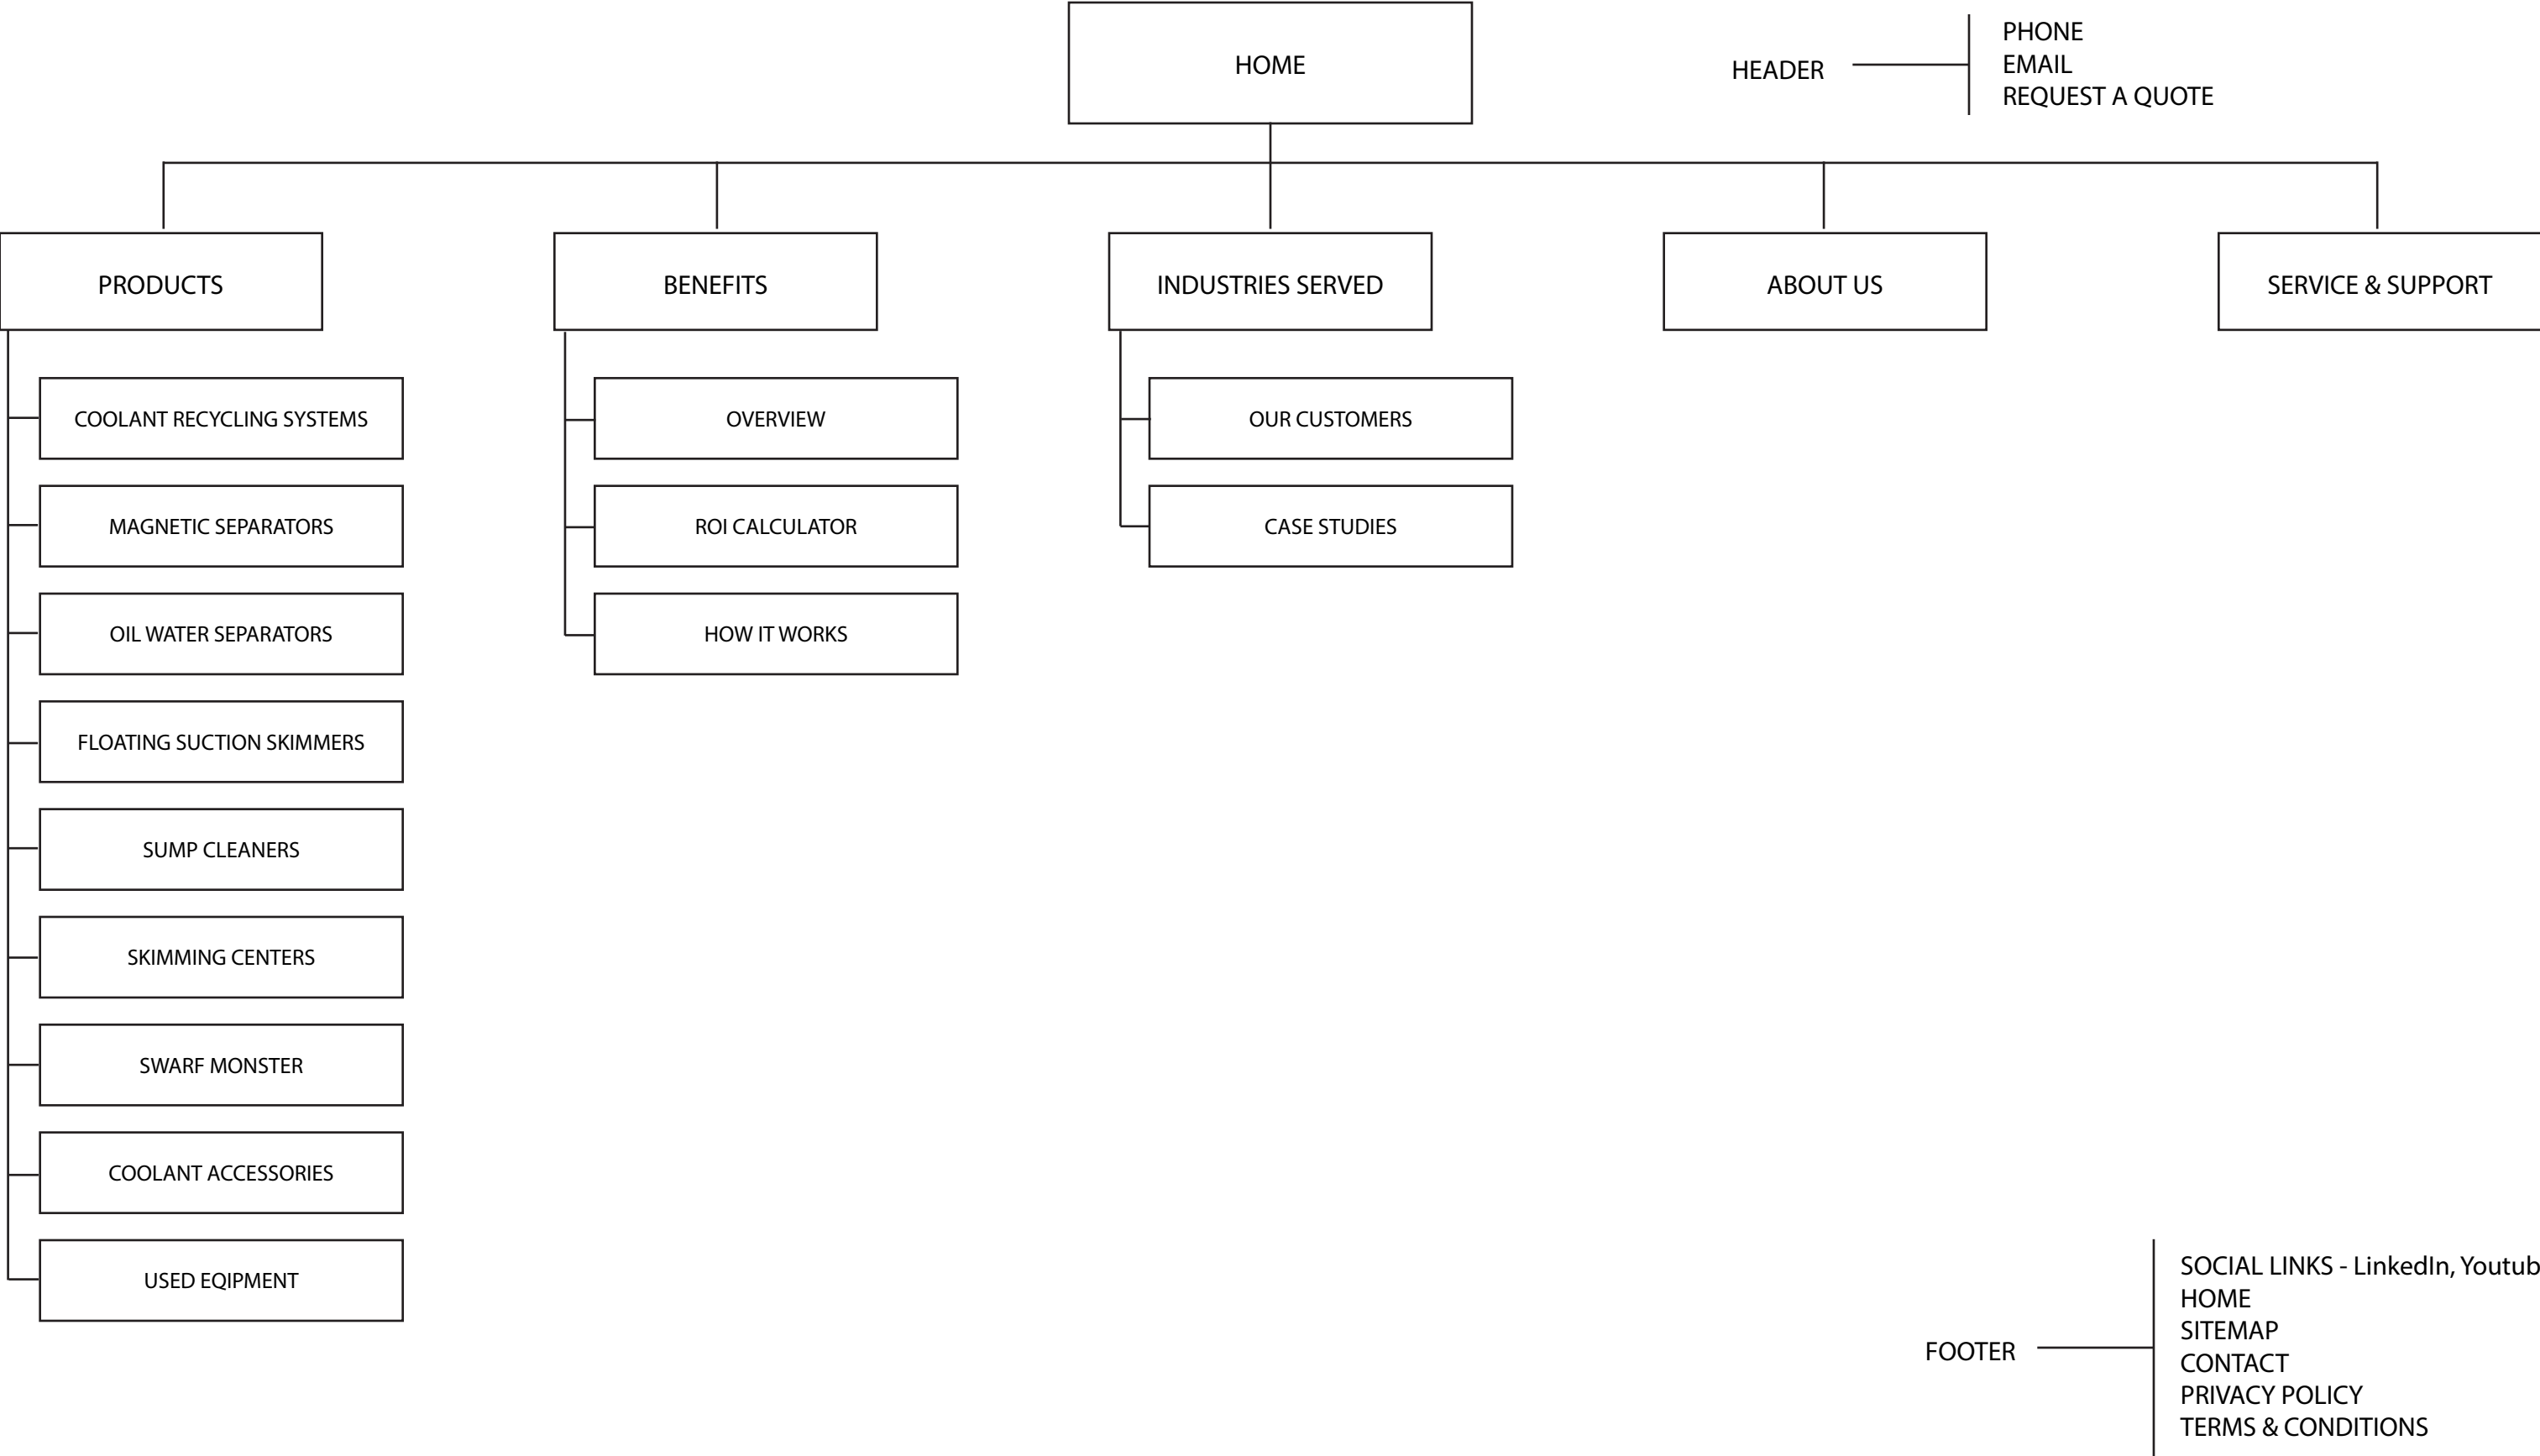 HOME
HEADER
PHONE
EMAIL
REQUEST A QUOTE
PRODUCTS
BENEFITS
INDUSTRIES SERVED
ABOUT US
SERVICE & SUPPORT
COOLANT RECYCLING SYSTEMS
MAGNETIC SEPARATORS
OIL WATER SEPARATORS
FLOATING SUCTION SKIMMERS
SUMP CLEANERS
SKIMMING CENTERS
SWARF MONSTER
COOLANT ACCESSORIES
USED EQIPMENT
OVERVIEW
ROI CALCULATOR
HOW IT WORKS
OUR CUSTOMERS
CASE STUDIES
FOOTER
SOCIAL LINKS - LinkedIn, Youtub
HOME
SITEMAP
CONTACT
PRIVACY POLICY
TERMS & CONDITIONS